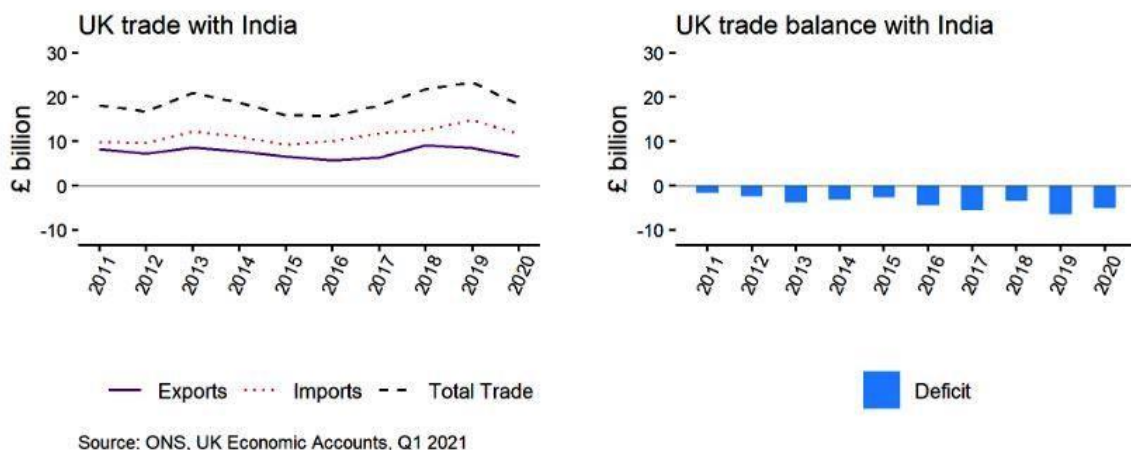 UK trade with India
30
20
10
0
-10
£ billion
2011 2012 2013 2014 2015 2016 2017 2018 2019 2020
Exports Imports Total Trade
UK trade balance with India
30
20
10
0
-10
£ billion
2011 2012 2013 2014 2015 2016 2017 2018 2019 2020
Deficit
Source: ONS, UK Economic Accounts, Q1 2021